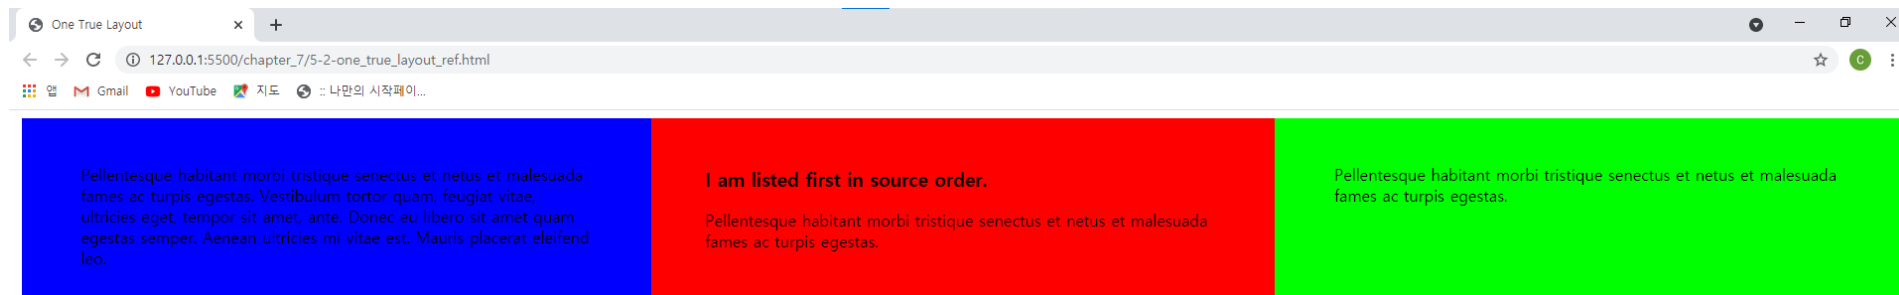 One True Layout
127.0.0.1:5500/chapter_7/5-2-one_true_layout_ref.html
C
앱 Gmail YouTube 지도 :: 나만의 시작페이...
Pellentesque habitant morbi tristique senectus et netus et malesuada
fames ac turpis egestas. Vestibulum tortor quam, feugiat vitae,
ultricies eget, tempor sit amet, ante. Donec eu libero sit amet quam
egestas semper. Aenean ultricies mi vitae est. Mauris placerat eleifend
leo.
I am listed first in source order.
Pellentesque habitant morbi tristique senectus et netus et malesuada
fames ac turpis egestas.
Pellentesque habitant morbi tristique senectus et netus et malesuada
fames ac turpis egestas.